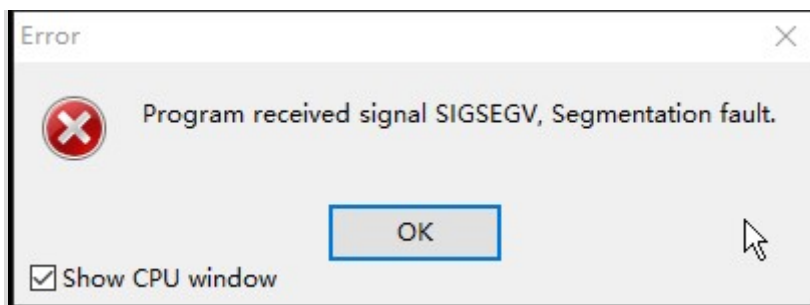 Error
Program received signal SIGSEGV, Segmentation fault.
OK
Show CPU window